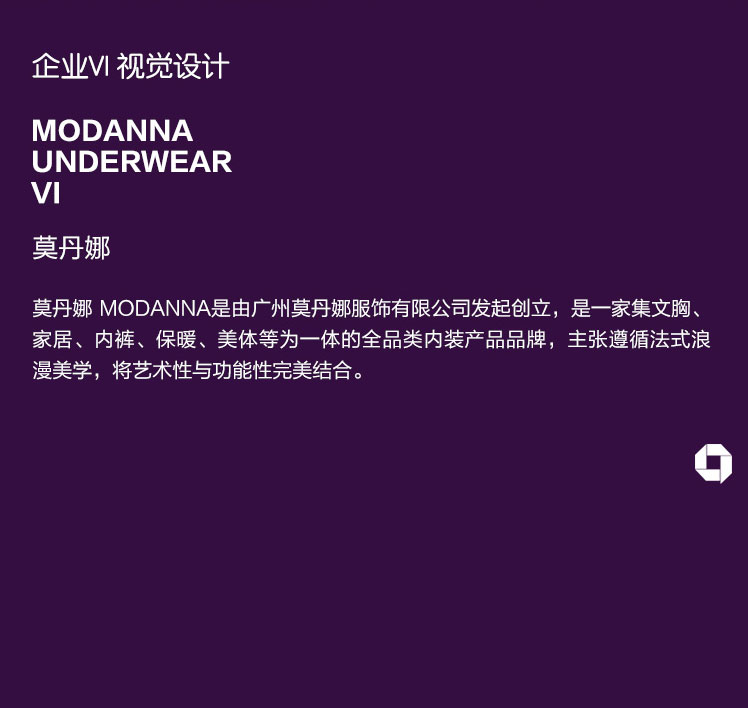 企业VI 视觉设计
MODANNA
UNDERWEAR
VI
莫丹娜
莫丹娜 MODANNA是由广州莫丹娜服饰有限公司发起创立，是一家集文胸、
家居、内裤、保暖、美体等为一体的全品类内装产品品牌，主张遵循法式浪
漫美学，将艺术性与功能性完美结合。